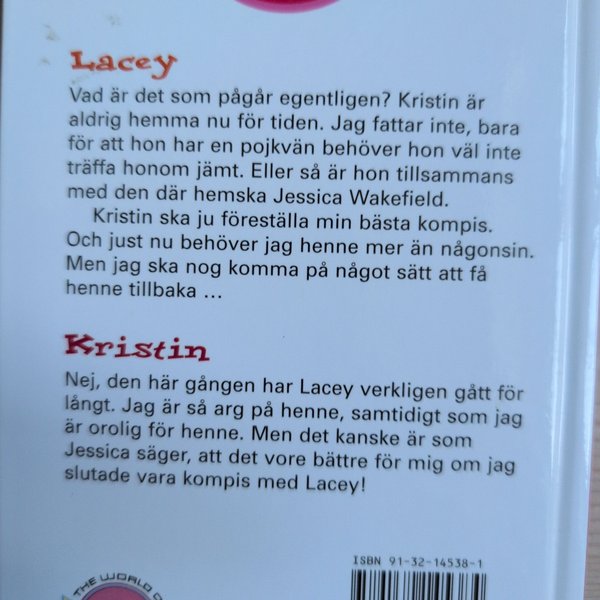 Lacey
Vad är det som pågår egentligen? Kristin är
aldrig hemma nu för tiden. Jag fattar inte, bara
för att hon har en pojkvän behöver hon väl inte
träffa honom jämt. Eller så är hon tillsammans
med den där hemska Jessica Wakefield.
Kristin ska ju föreställa min bästa kompis.
Och just nu behöver jag henne mer än någonsin.
Men jag ska nog komma på något sätt att få
henne tillbaka ...
Kristin
Nej, den här gången har Lacey verkligen gått för
långt. Jag är så arg på henne, samtidigt som jag
är orolig för henne. Men det kanske är som
Jessica säger, att det vore bättre för mig om jag
slutade vara kompis med Lacey!
ISBN 91-32-14538-1
THE WORLD O